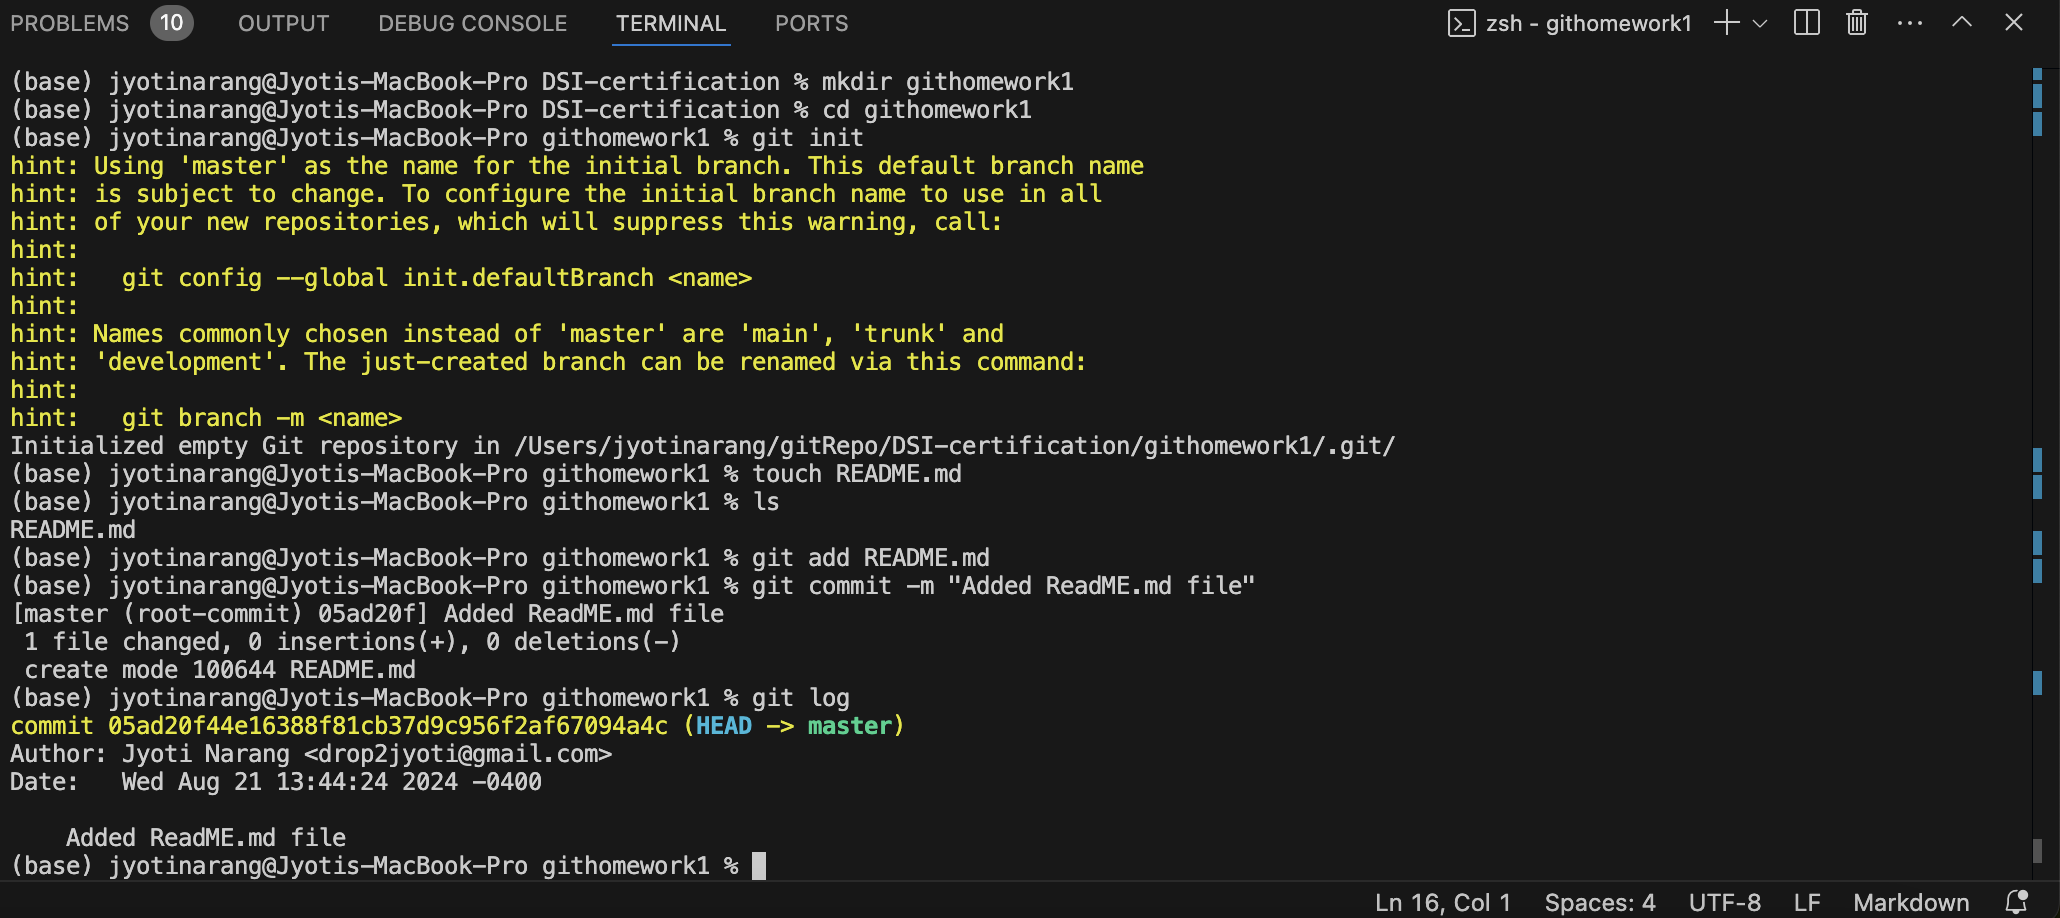 PROBLEMS 10 OUTPUT DEBUG CONSOLE TERMINAL PORTS zsh - githomework1
(base) jyotinarang@Jyotis-MacBook-Pro DSI-certification % mkdir githomework1
(base) jyotinarang@Jyotis-MacBook-Pro DSI-certification % cd githomework1
(base) jyotinarang@Jyotis-MacBook-Pro githomework1 % git init
hint: Using 'master' as the name for the initial branch. This default branch name
hint: is subject to change. To configure the initial branch name to use in all
hint: of your new repositories, which will suppress this warning, call:
hint:
hint:   git config --global init.defaultBranch <name>
hint:
hint: Names commonly chosen instead of 'master' are 'main', 'trunk' and
hint: 'development'. The just-created branch can be renamed via this command:
hint:
hint:   git branch -m <name>
Initialized empty Git repository in /Users/jyotinarang/gitRepo/DSI-certification/githomework1/.git/
(base) jyotinarang@Jyotis-MacBook-Pro githomework1 % touch README.md
(base) jyotinarang@Jyotis-MacBook-Pro githomework1 % ls
README.md
(base) jyotinarang@Jyotis-MacBook-Pro githomework1 % git add README.md
(base) jyotinarang@Jyotis-MacBook-Pro githomework1 % git commit -m "Added ReadME.md file"
[master (root-commit) 05ad20f] Added ReadME.md file
 1 file changed, 0 insertions(+), 0 deletions(-)
 create mode 100644 README.md
(base) jyotinarang@Jyotis-MacBook-Pro githomework1 % git log
commit 05ad20f44e16388f81cb37d9c956f2af67094a4c (HEAD -> master)
Author: Jyoti Narang <drop2jyoti@gmail.com>
Date:   Wed Aug 21 13:44:24 2024 -0400
    Added ReadME.md file
(base) jyotinarang@Jyotis-MacBook-Pro githomework1 %
Ln 16, Col 1 Spaces: 4 UTF-8 LF Markdown